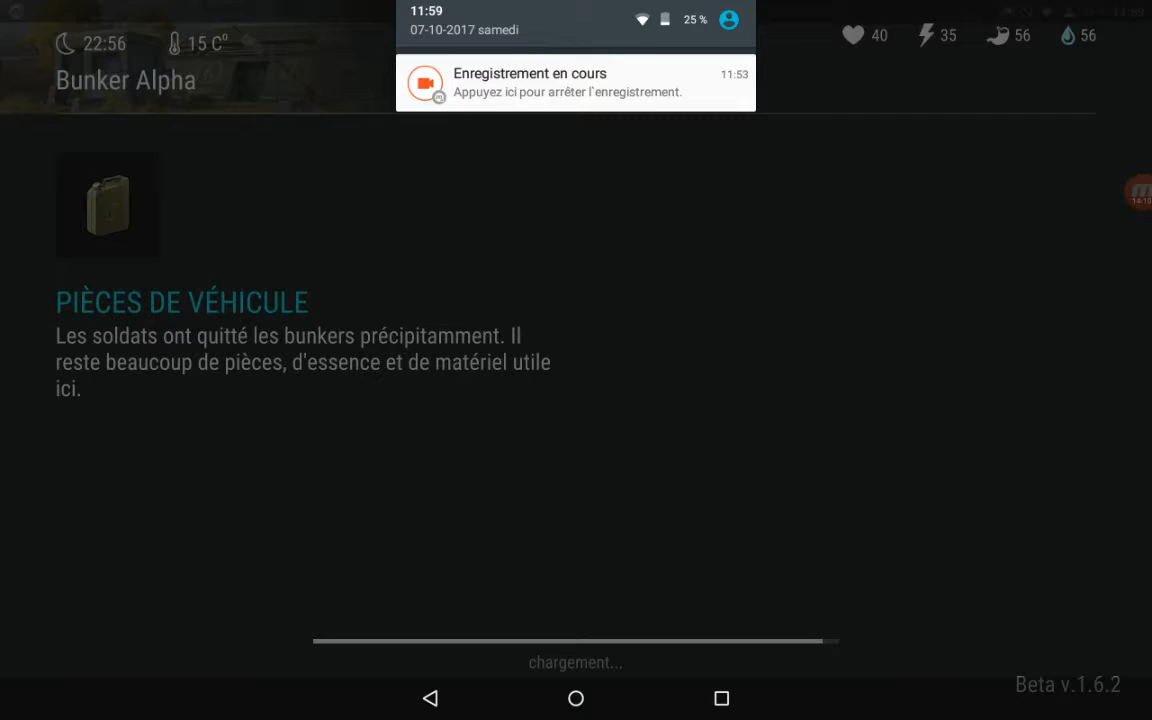 11:59
25 %
07-10-2017 samedi
22:56
15 C°
40
35
56
56
Bunker Alpha
Enregistrement en cours
11:53
Appuyez ici pour arrêter l`enregistrement.
14:10
PIÈCES DE VÉHICULE
Les soldats ont quitté les bunkers précipitamment. Il
reste beaucoup de pièces, d'essence et de matériel utile
ici.
chargement...
Beta v.1.6.2